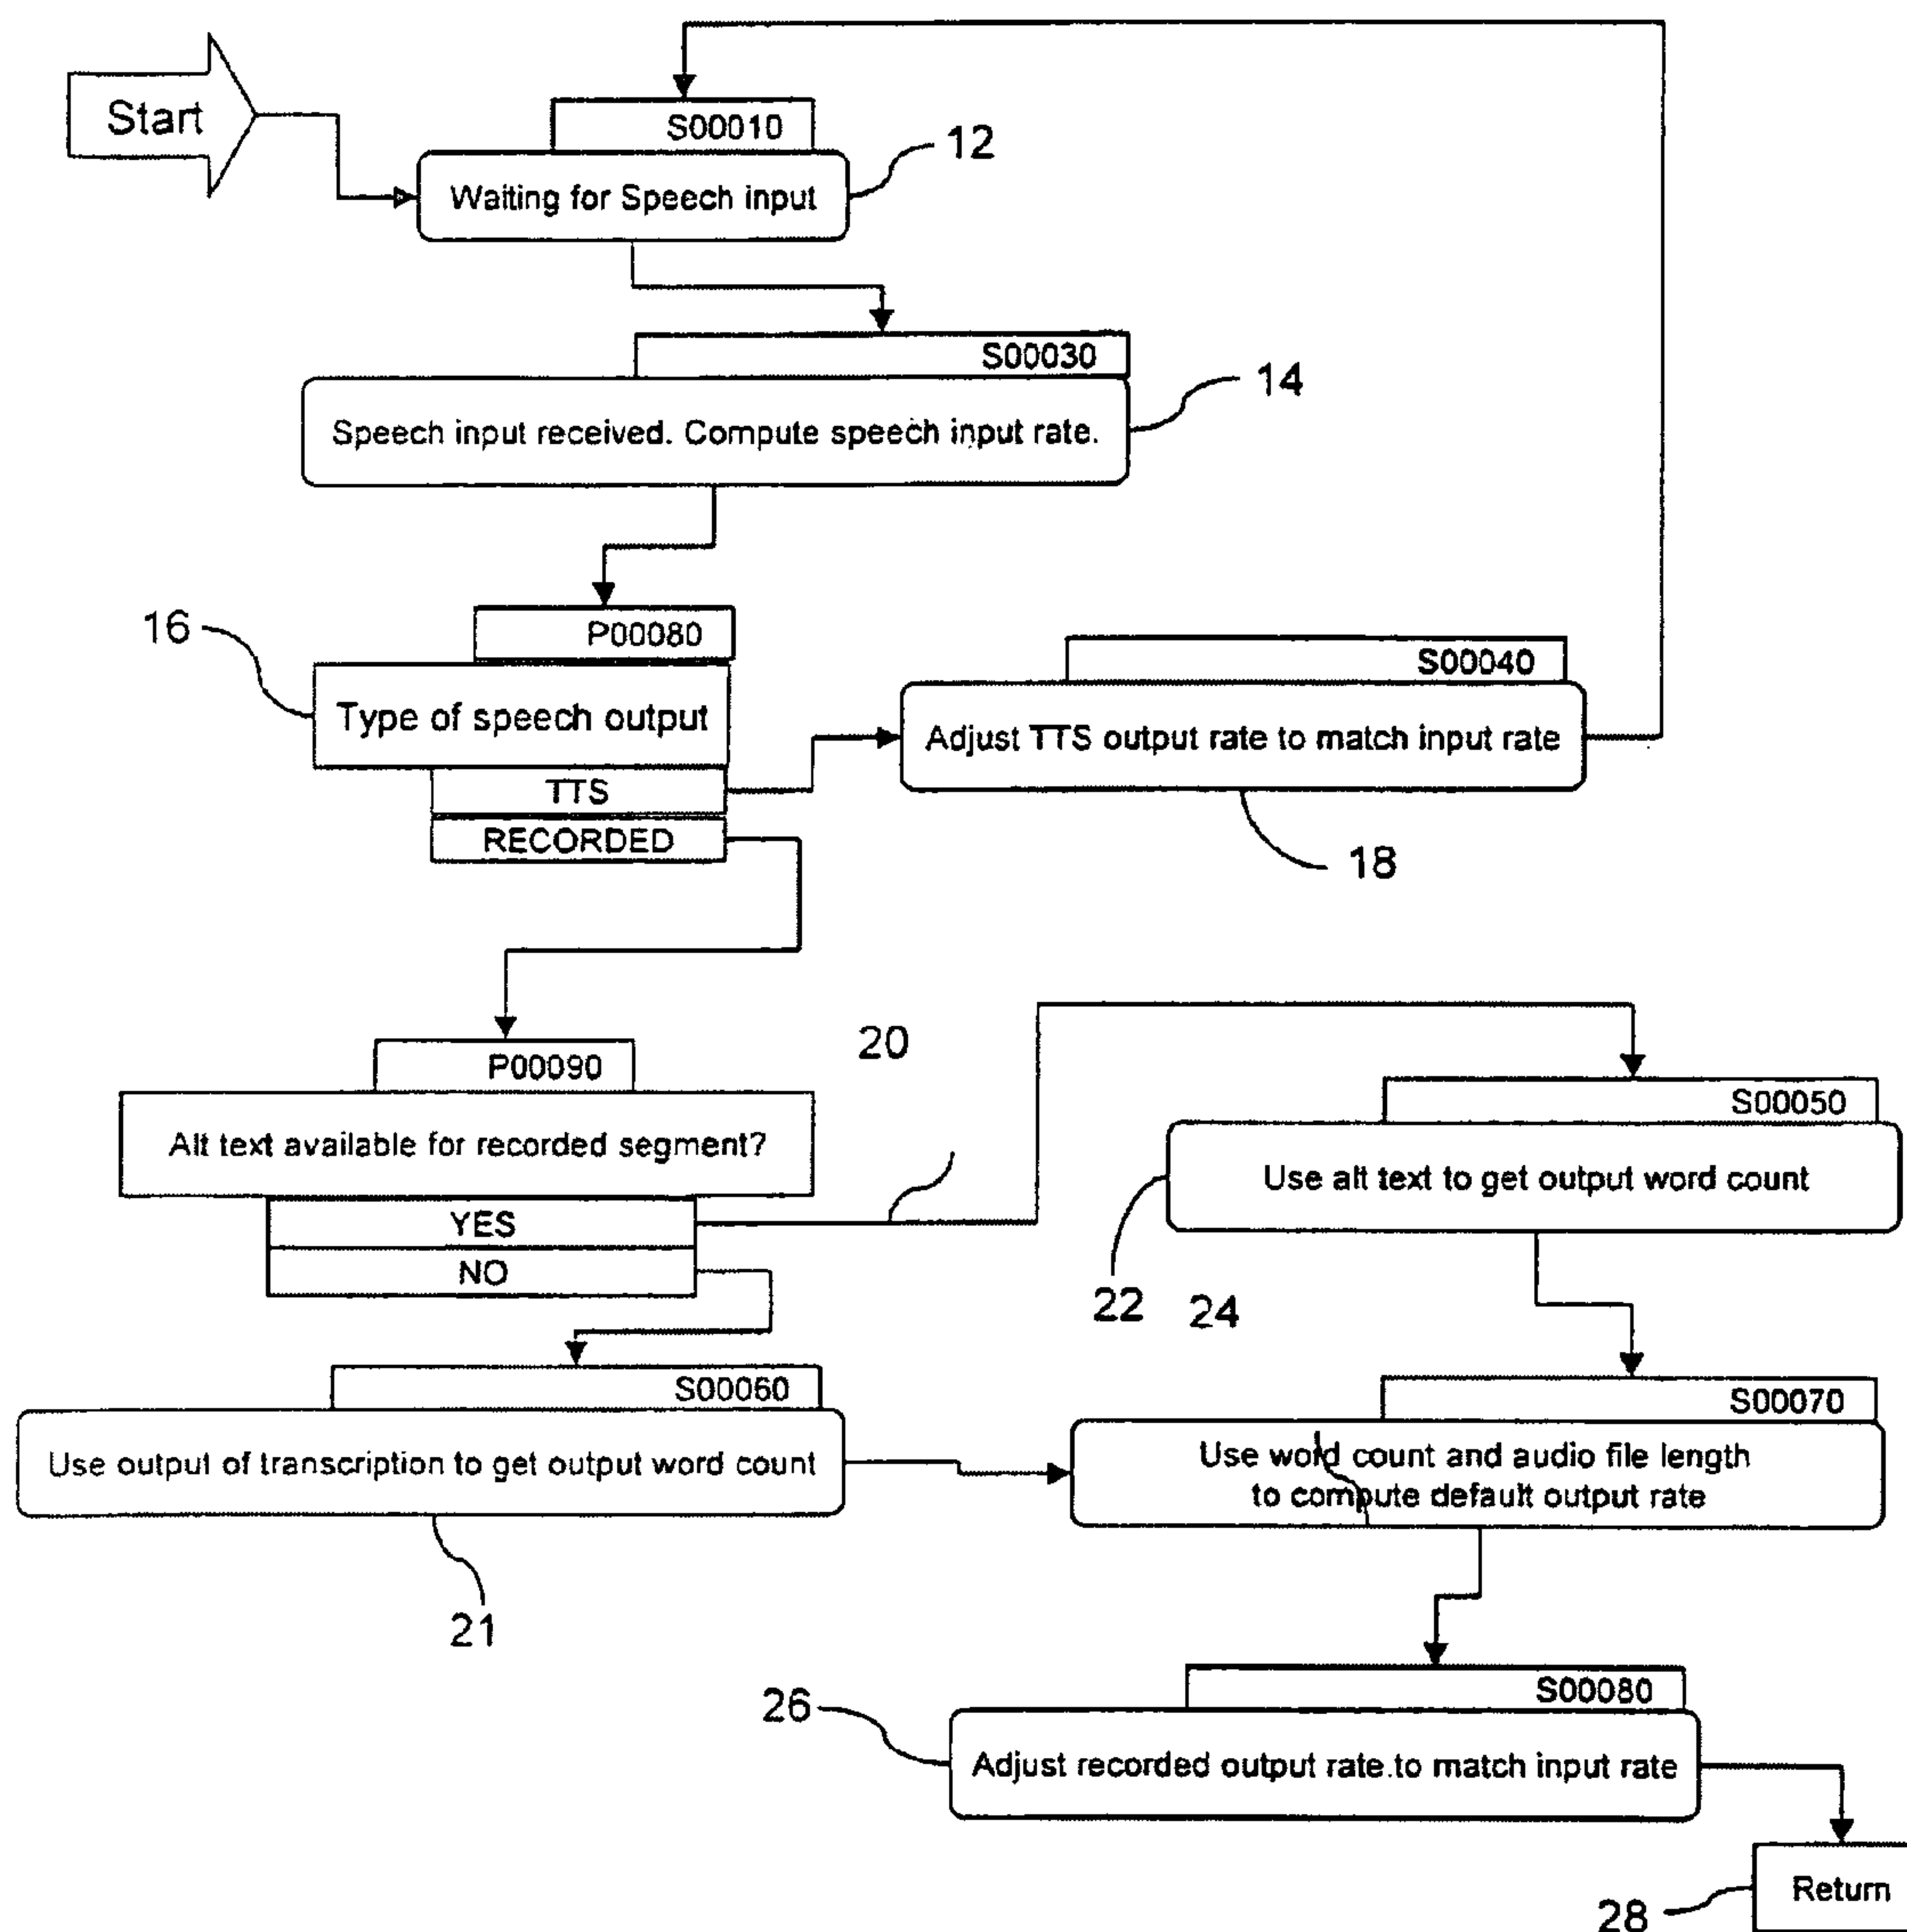 Start
S00010
12
Waiting for Speech input
S00030
14
Speech input received. Compute speech input rate.
16
P00080
Type of speech output
TTS
RECORDED
S00040
Adjust TTS output rate to match input rate
18
20
P00090
Alt text available for recorded segment?
YES
NO
S00050
Use alt text to get output word count
22
24
S00060
Use output of transcription to get output word count
21
S00070
Use word count and audio file length
to compute default output rate
26
S00080
Adjust recorded output rate.to match input rate
Return
28